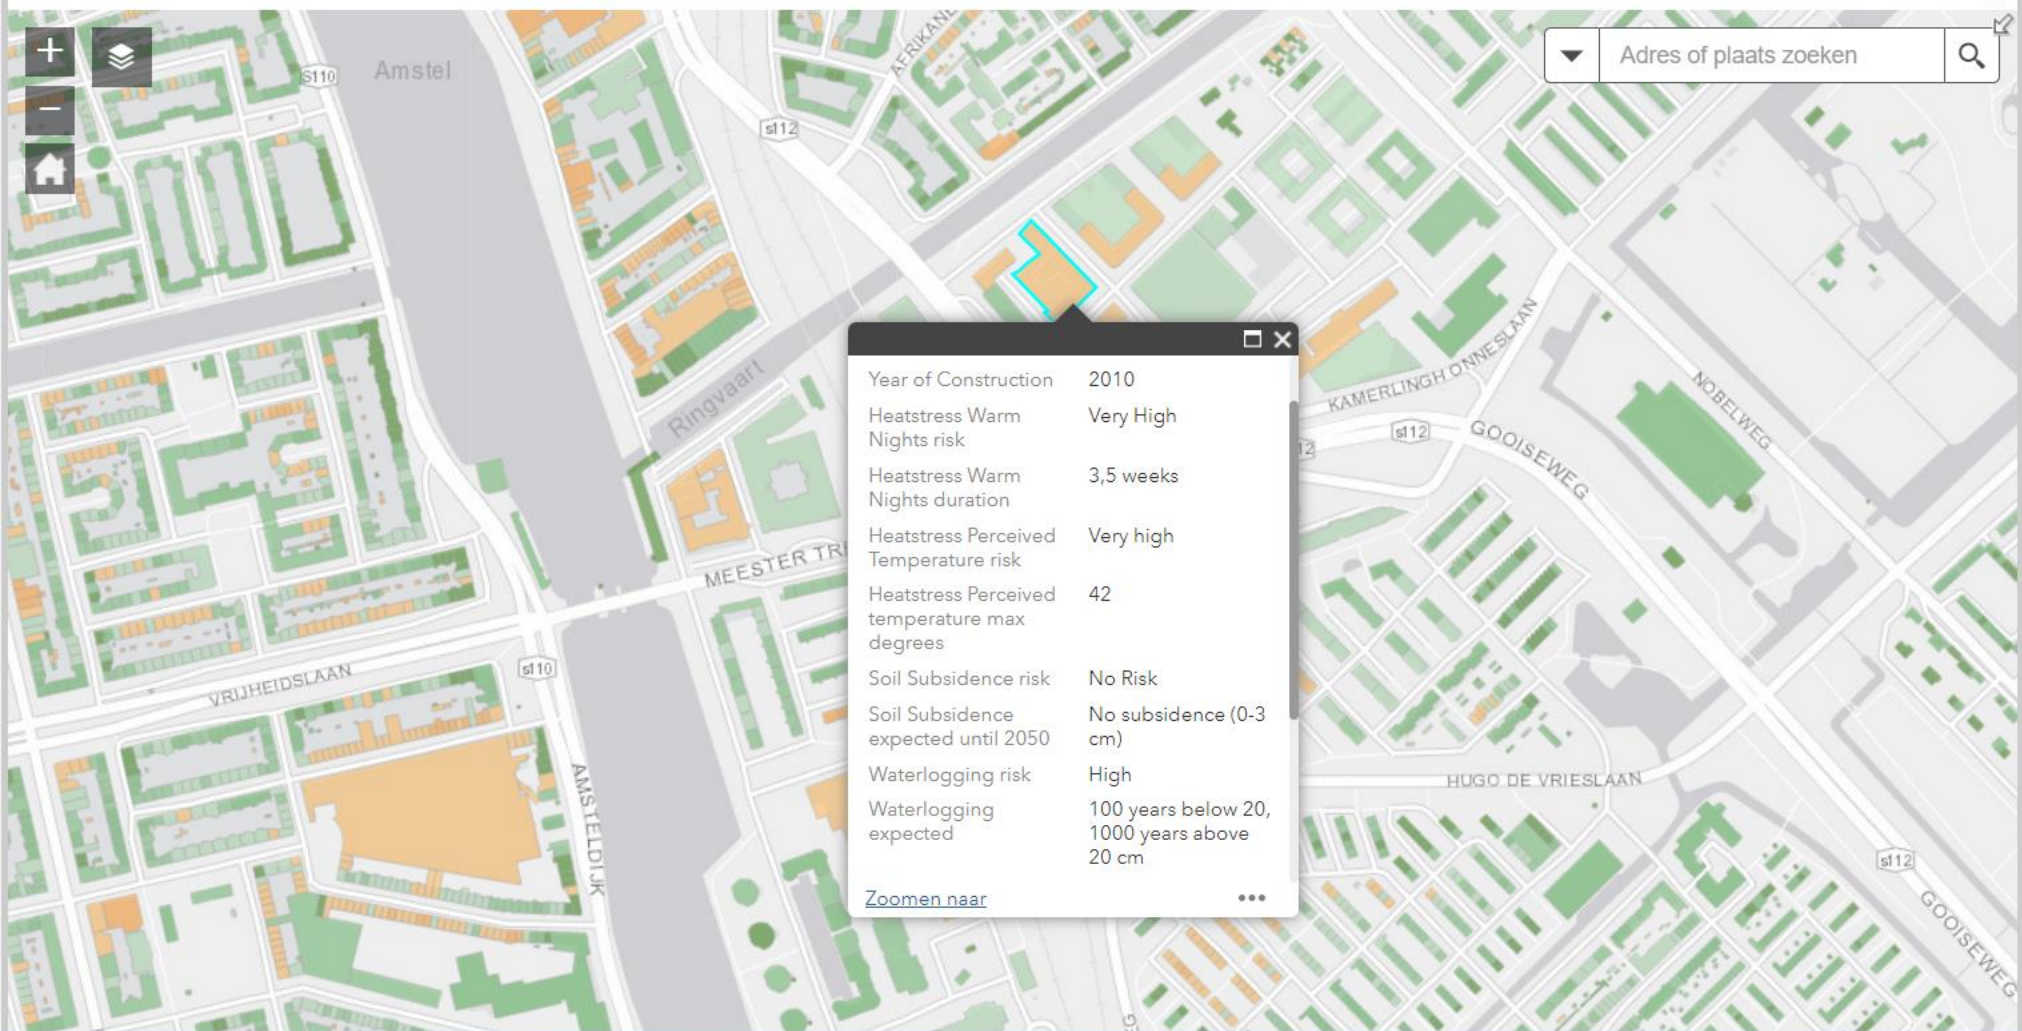 Adres of plaats zoeken
Amstel
S110
s112
Ringvaart
KAMERLINGH ONNESLAAN
NOBELWEG
s112
GOOISEWEG
12
MEESTER TR
VRIJHEIDSLAAN
s110
AMSTELDIJK
HUGO DE VRIESLAAN
s112
GOOISEWEG
Year of Construction 2010
Heatstress Warm Very High
Nights risk
Heatstress Warm 3,5 weeks
Nights duration
Heatstress Perceived Very high
Temperature risk
Heatstress Perceived 42
temperature max
degrees
Soil Subsidence risk No Risk
Soil Subsidence No subsidence (0-3
expected until 2050 cm)
Waterlogging risk High
Waterlogging 100 years below 20,
expected 1000 years above
20 cm
Zoomen naar